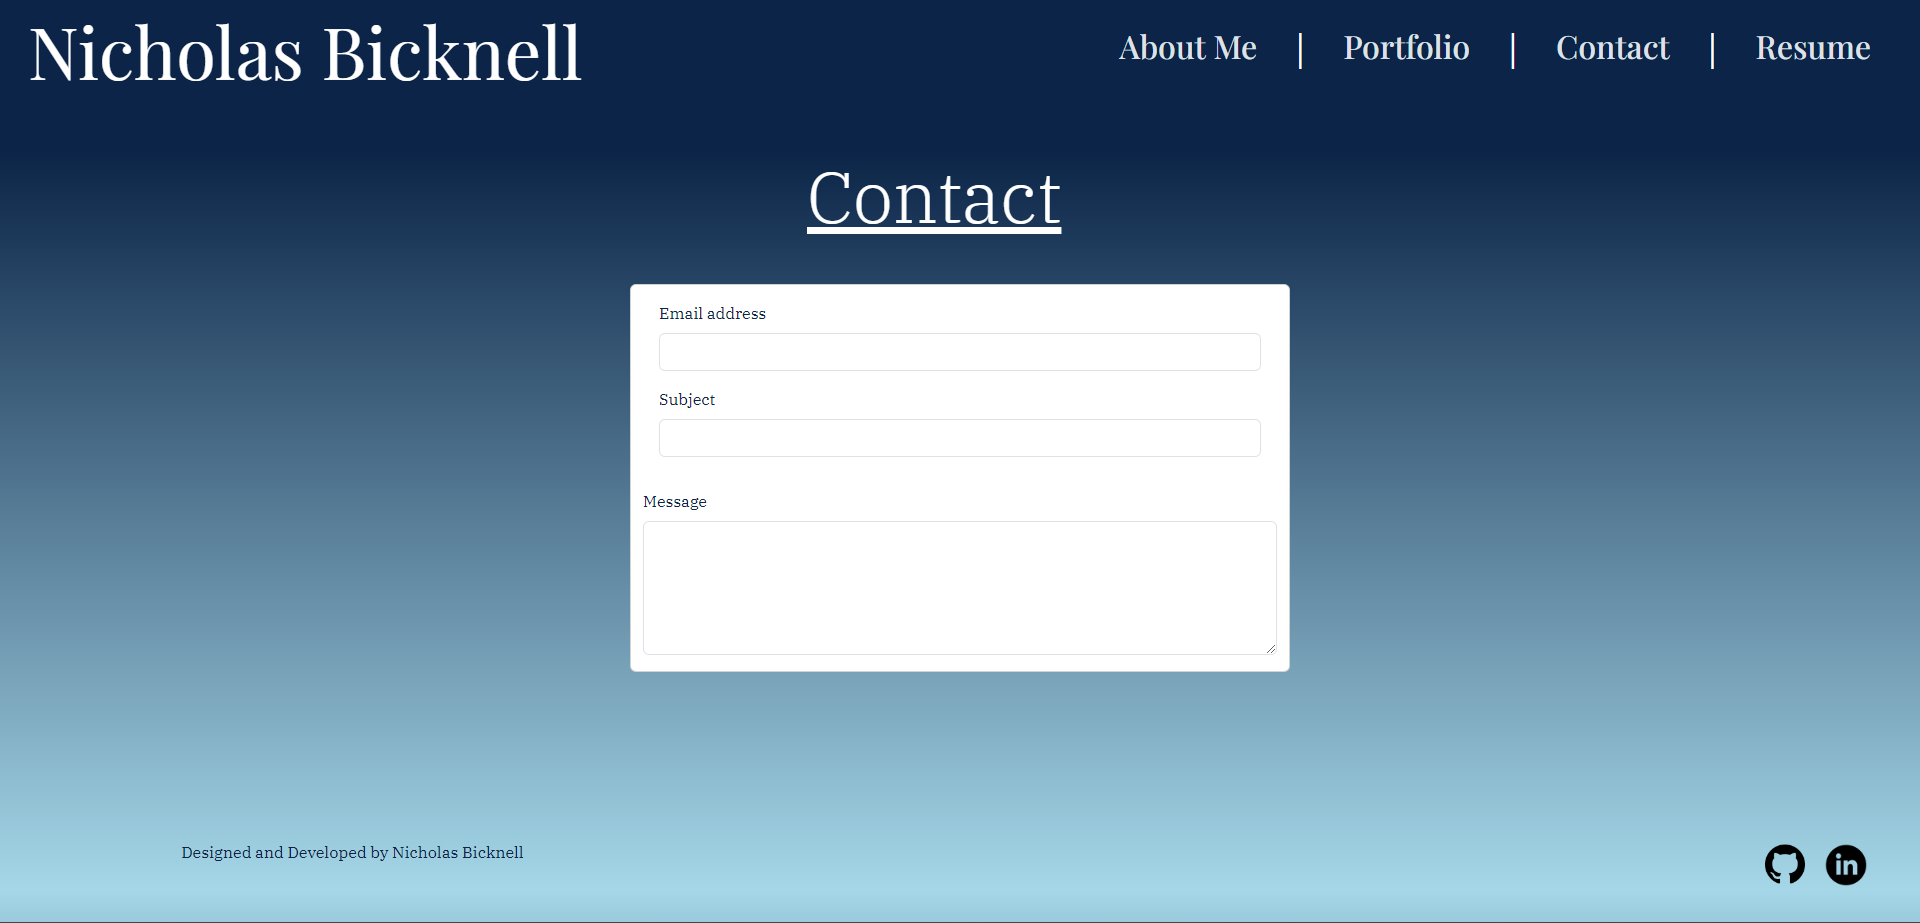 Nicholas Bicknell
About Me | Portfolio | Contact | Resume
Contact
Email address
Subject
Message
Designed and Developed by Nicholas Bicknell
in